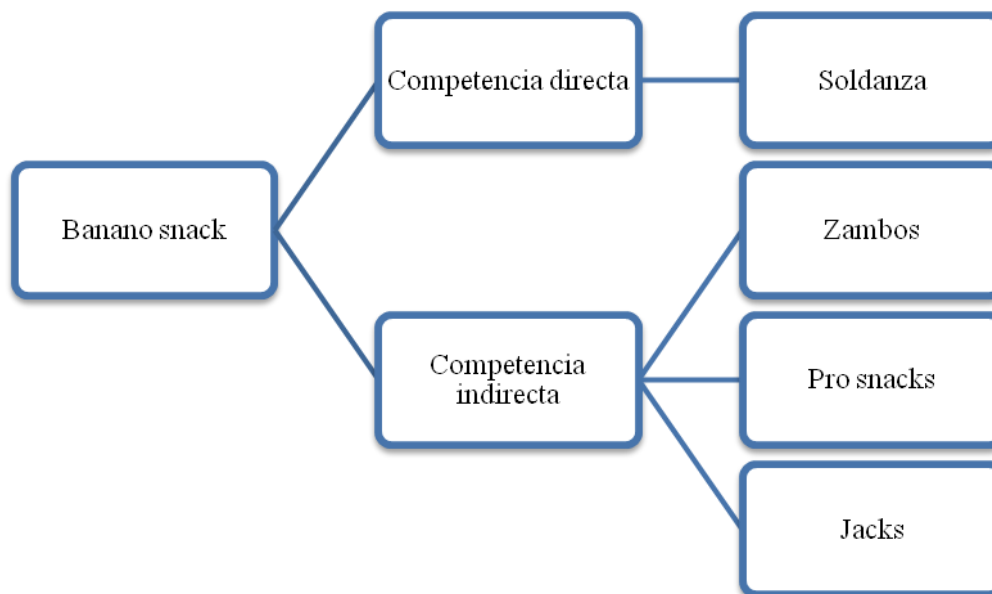 Banano snack
Competencia directa
Soldanza
Competencia
indirecta
Zambos
Pro snacks
Jacks